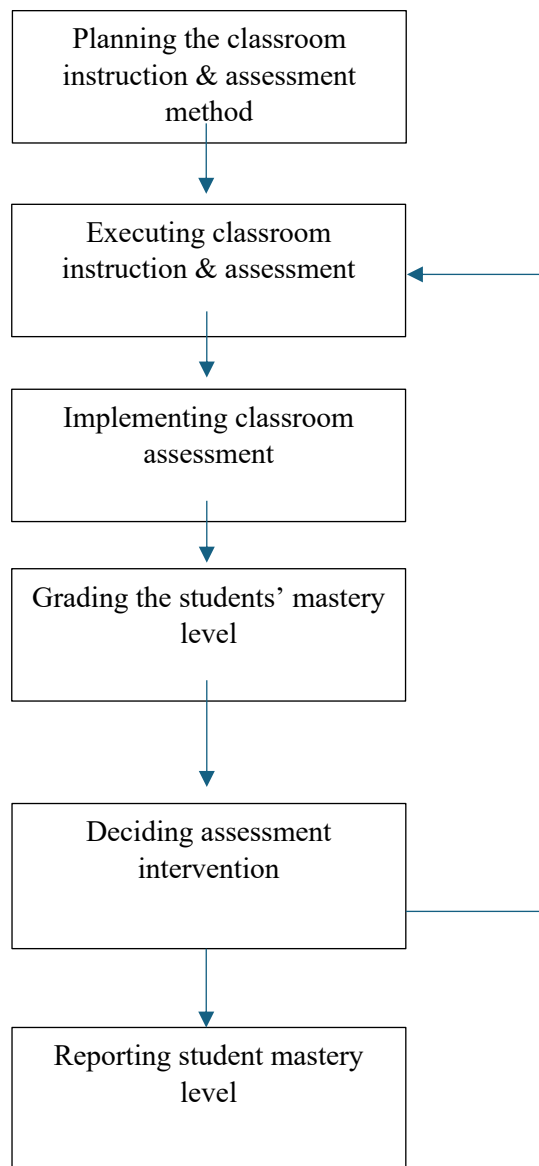 Planning the classroom
instruction & assessment
method
Executing classroom
instruction & assessment
Implementing classroom
assessment
Grading the students’ mastery
level
Deciding assessment
intervention
Reporting student mastery
level